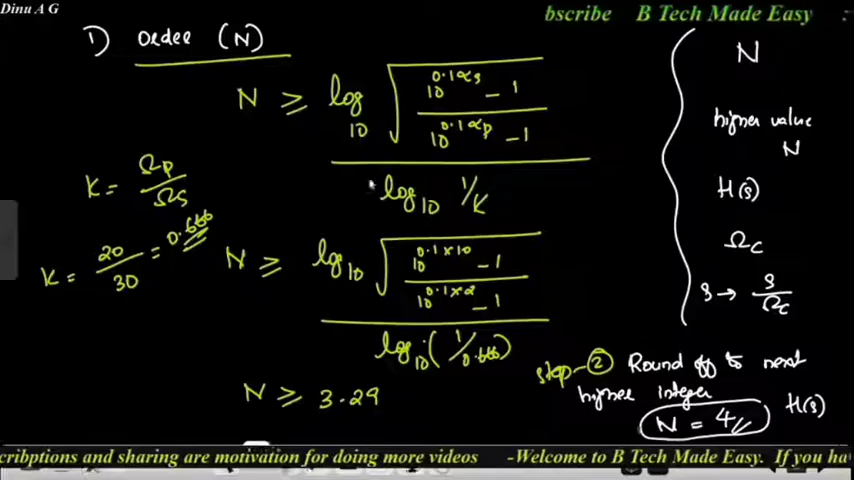 Dinu A G
bscribe B Tech Made Easy
1) Order (N)
N ≥ log10 √((10^0.1αs - 1)/(10^0.1αp - 1)) / log10 1/K
K = Ωp/Ωs
K = 20/30 = 0.666
N ≥ log10 √((10^0.1×10 - 1)/(10^0.1×2 - 1)) / log10 (1/0.666)
N ≥ 3.29
N
higher value
N
H(s)
Ωc
s → s/Ωc
step-② Round off to next
higher integer
N = 4// H(s)
scribptions and sharing are motivation for doing more videos -Welcome to B Tech Made Easy. If you ha